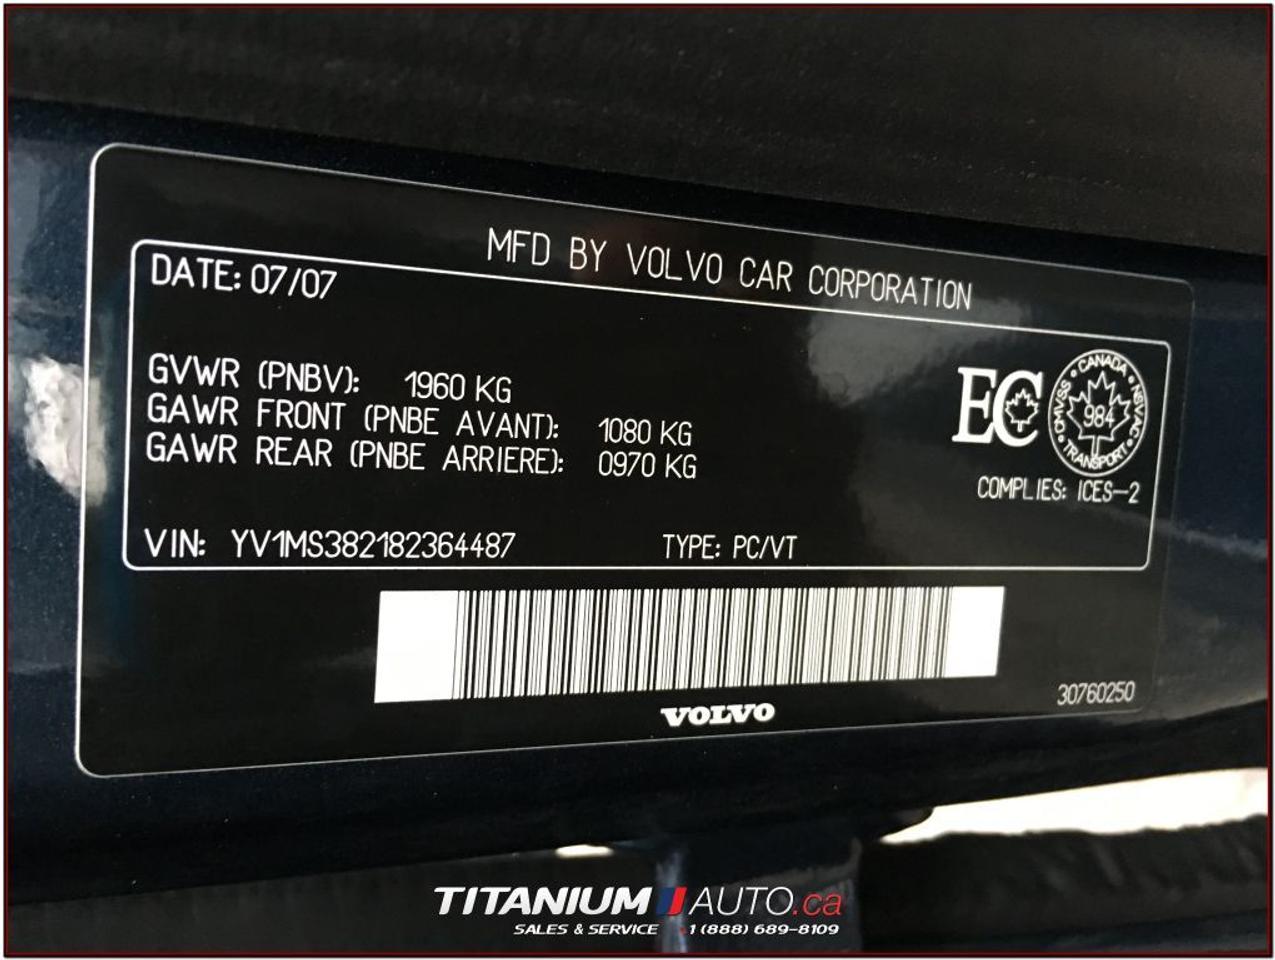 MFD BY VOLVO CAR CORPORATION
DATE: 07/07
GVWR (PNBV): 1960 KG
GAWR FRONT (PNBE AVANT): 1080 KG
GAWR REAR (PNBE ARRIERE): 0970 KG
EC
CANADA NSVAC TRANSPORT CMVSS
984
COMPLIES: ICES-2
VIN: YV1MS382182364487 TYPE: PC/VT
30760250
VOLVO
TITANIUM AUTO.ca
SALES & SERVICE 1 (888) 689-8109